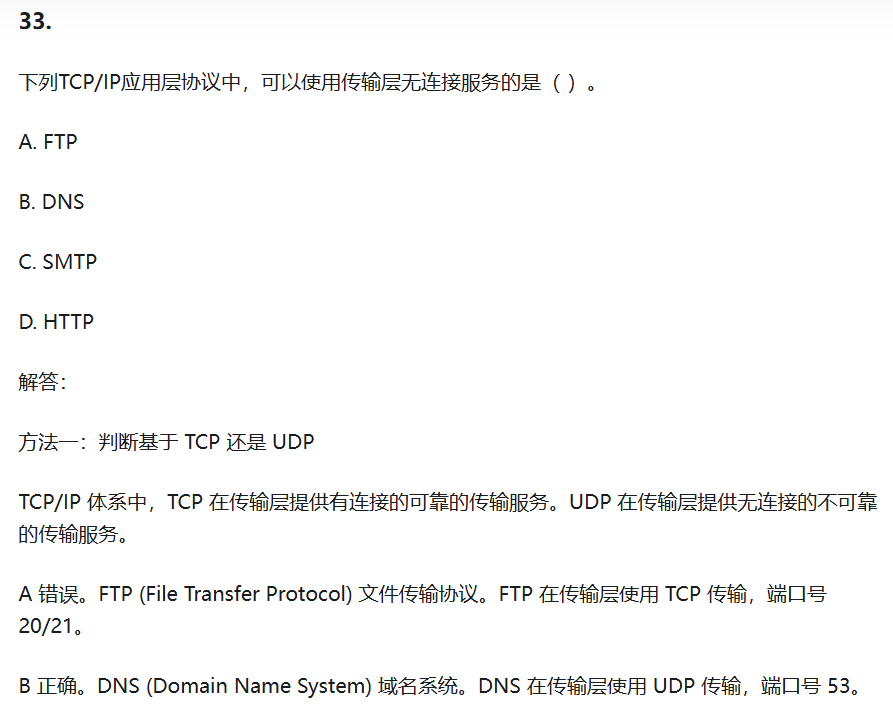 33.
下列TCP/IP应用层协议中，可以使用传输层无连接服务的是（ ）。
A. FTP
B. DNS
C. SMTP
D. HTTP
解答：
方法一：判断基于 TCP 还是 UDP
TCP/IP 体系中，TCP 在传输层提供有连接的可靠的传输服务。UDP 在传输层提供无连接的不可靠
的传输服务。
A 错误。FTP (File Transfer Protocol) 文件传输协议。FTP 在传输层使用 TCP 传输，端口号
20/21。
B 正确。DNS (Domain Name System) 域名系统。DNS 在传输层使用 UDP 传输，端口号 53。